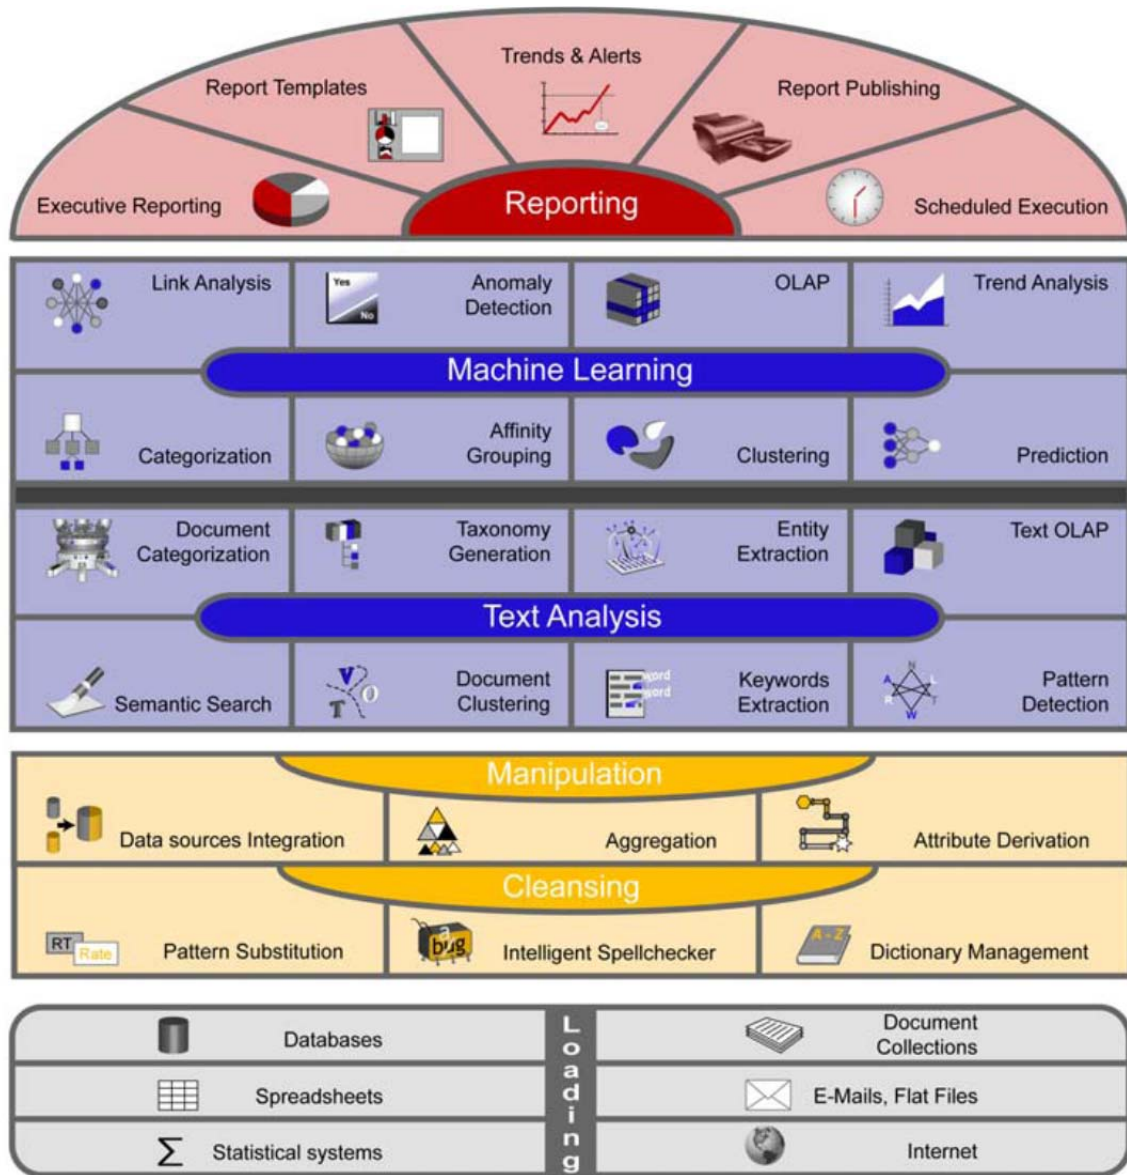 Trends & Alerts
Report Templates
Report Publishing
Executive Reporting
Reporting
Scheduled Execution
Link Analysis
Yes
No
Anomaly
Detection
OLAP
Trend Analysis
Machine Learning
Categorization
Affinity
Grouping
Clustering
Prediction
Document
Categorization
Taxonomy
Generation
Entity
Extraction
Text OLAP
Text Analysis
Semantic Search
V
O
T
Document
Clustering
word
word
Keywords
Extraction
N
A
L
R
T
W
Pattern
Detection
Manipulation
Data sources Integration
Aggregation
Attribute Derivation
Cleansing
RT
Rate
Pattern Substitution
a
bug
Intelligent Spellchecker
A - Z
Dictionary Management
Loading
Databases
Document
Collections
Spreadsheets
E-Mails, Flat Files
Σ
Statistical systems
Internet